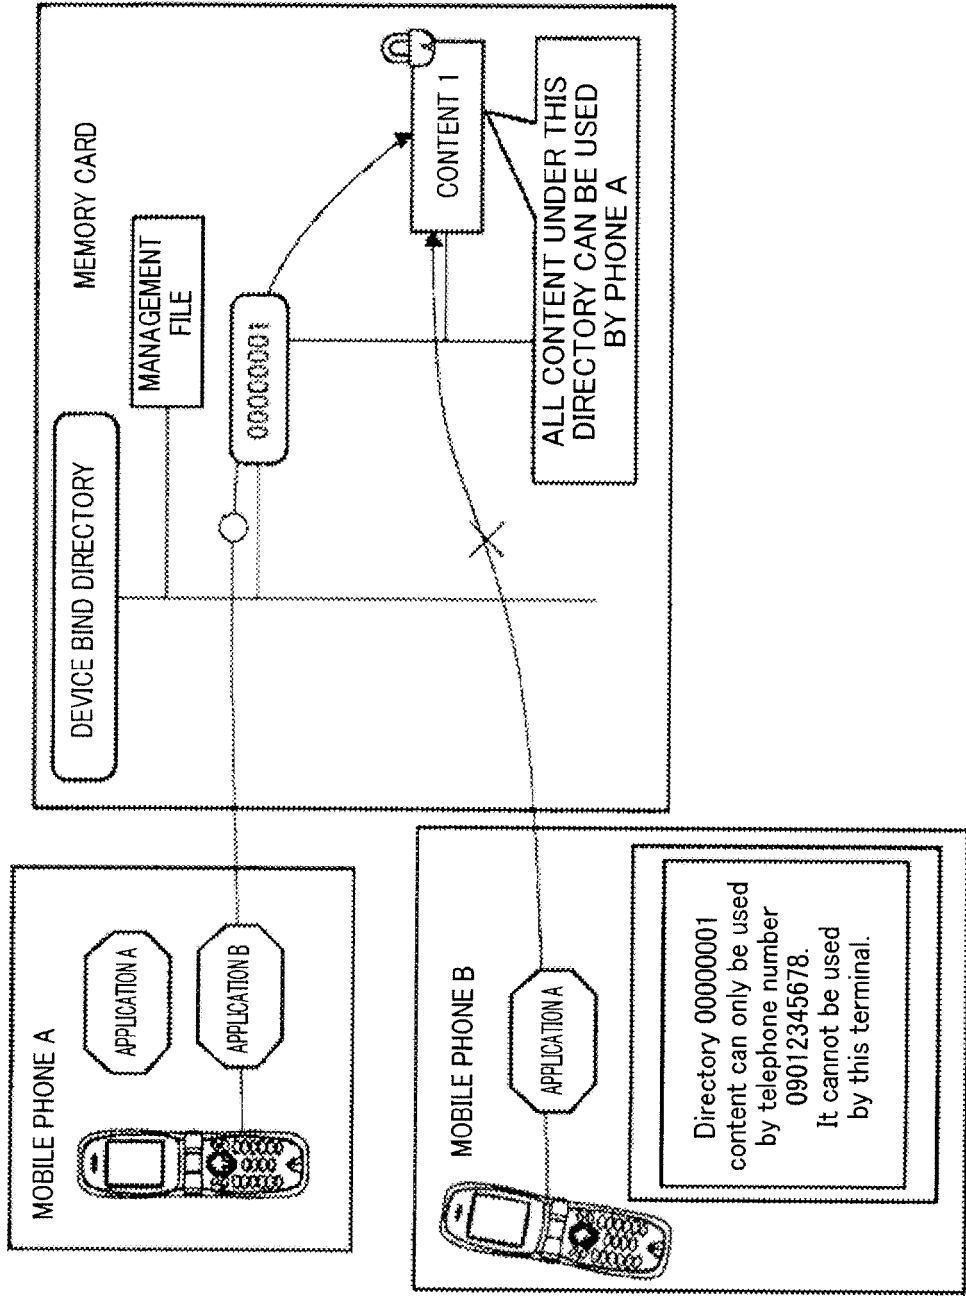 MOBILE PHONE A
APPLICATION A
APPLICATION B
MOBILE PHONE B
APPLICATION A
Directory 00000001
content can only be used
by telephone number
09012345678.
It cannot be used
by this terminal.
DEVICE BIND DIRECTORY
MEMORY CARD
MANAGEMENT
FILE
00000001
CONTENT 1
ALL CONTENT UNDER THIS
DIRECTORY CAN BE USED
BY PHONE A